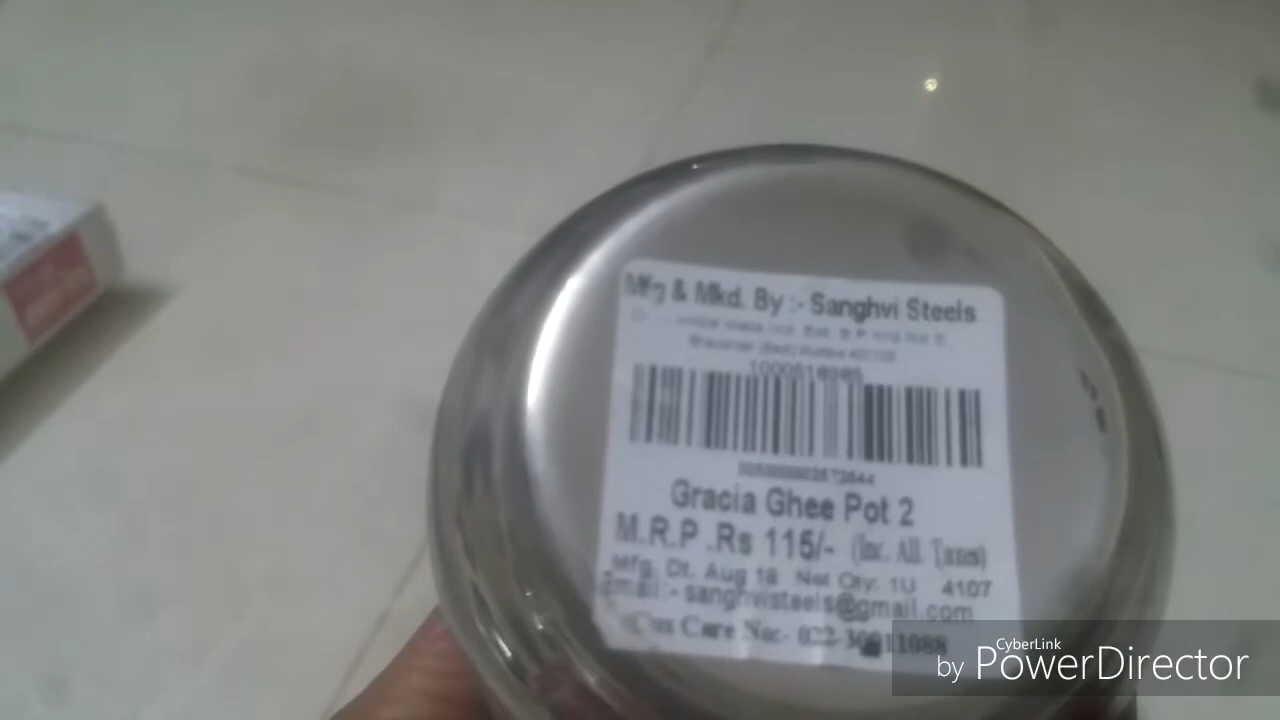 Mfg & Mkd. By :- Sanghvi Steels
Gracia Ghee Pot 2
M.R.P .Rs 115/- (Inc. All Taxes)
Mfg. Dt. Aug 18 Net Qty: 1U 4107
Email:- sanghvisteels@gmail.com
Cus Care No:-
CyberLink
by PowerDirector